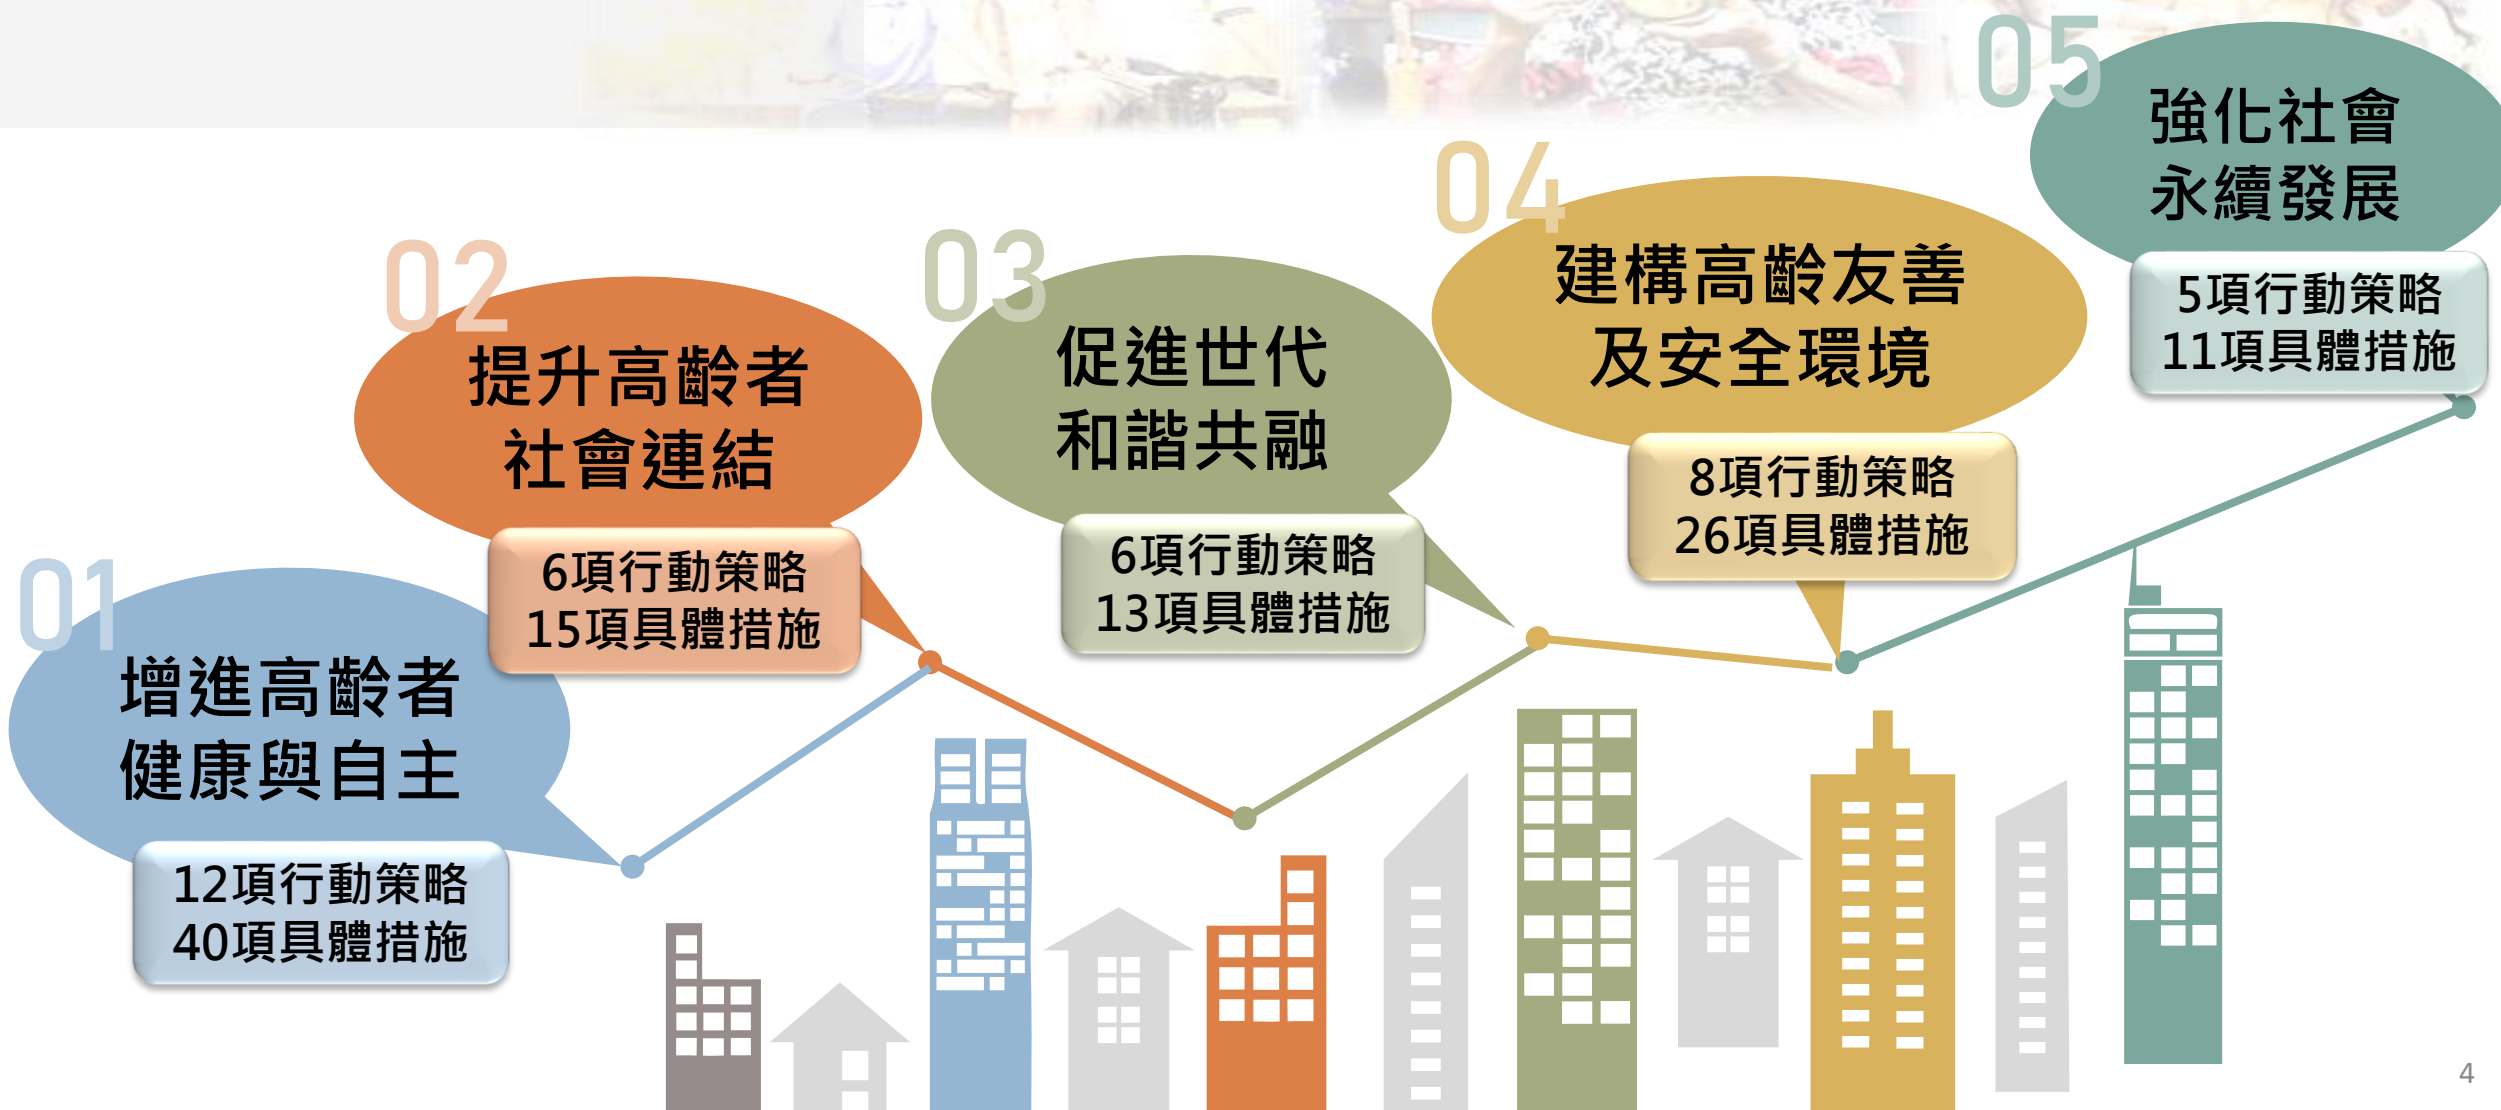 01
增進高齡者
健康與自主
12項行動策略
40項具體措施
02
提升高齡者
社會連結
6項行動策略
15項具體措施
03
促進世代
和諧共融
6項行動策略
13項具體措施
04
建構高齡友善
及安全環境
8項行動策略
26項具體措施
05
強化社會
永續發展
5項行動策略
11項具體措施
4